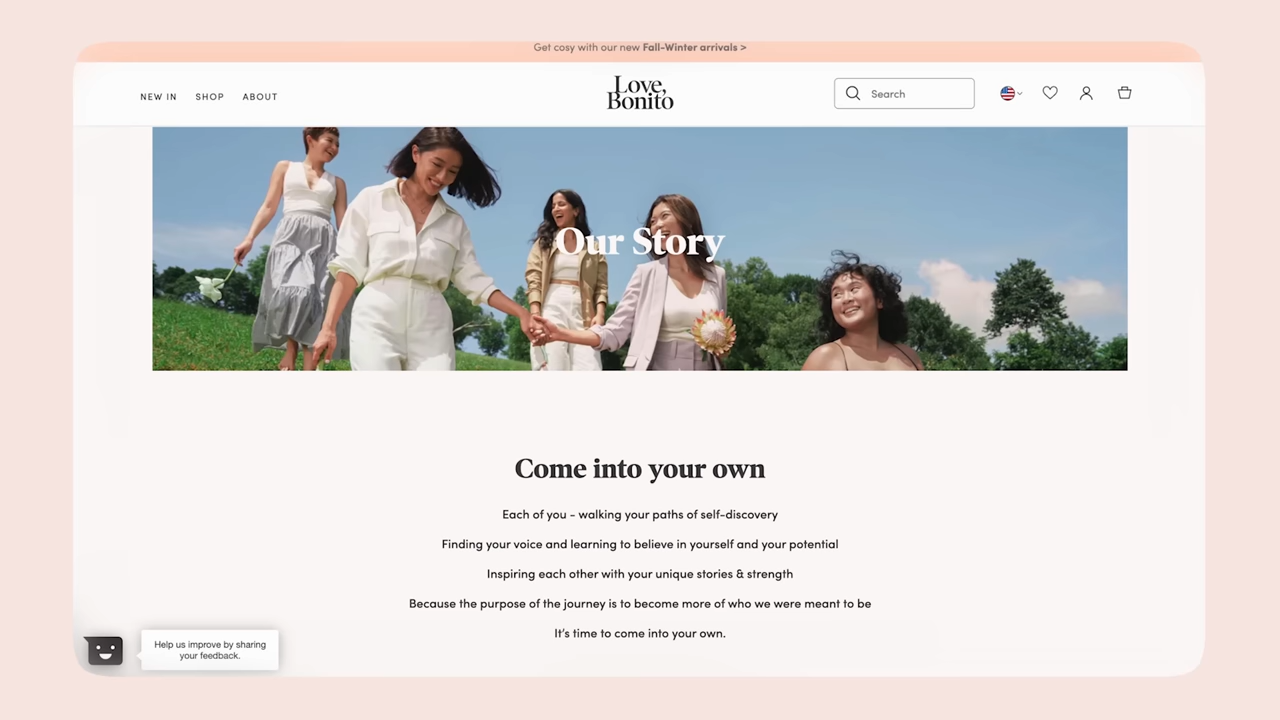 Get cosy with our new Fall-Winter arrivals >
NEW IN SHOP ABOUT
Love,
Bonito
Search
Our Story
Come into your own
Each of you - walking your paths of self-discovery
Finding your voice and learning to believe in yourself and your potential
Inspiring each other with your unique stories & strength
Because the purpose of the journey is to become more of who we were meant to be
It's time to come into your own.
Help us improve by sharing
your feedback.